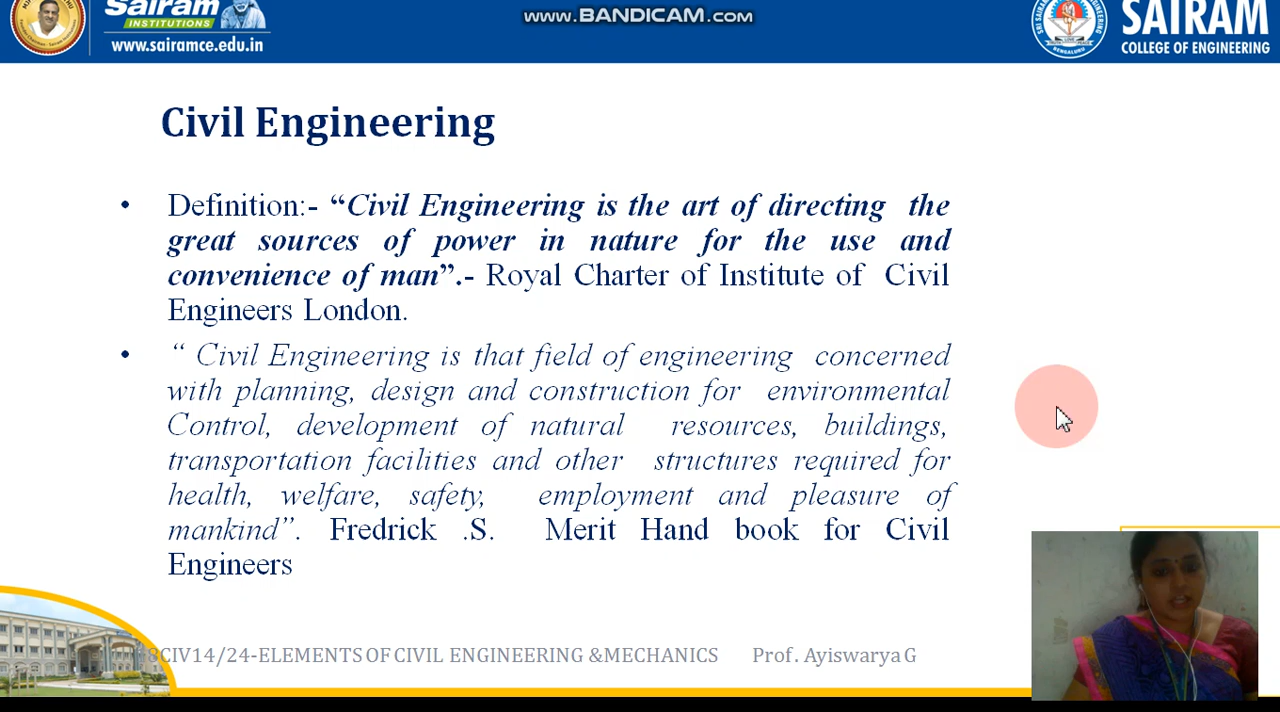 WWW.BANDICAM.COM
Sairam
INSTITUTIONS
www.sairamce.edu.in
SAIRAM
COLLEGE OF ENGINEERING
Civil Engineering
• Definition:- “Civil Engineering is the art of directing the
great sources of power in nature for the use and
convenience of man”.- Royal Charter of Institute of Civil
Engineers London.
• “ Civil Engineering is that field of engineering concerned
with planning, design and construction for environmental
Control, development of natural resources, buildings,
transportation facilities and other structures required for
health, welfare, safety, employment and pleasure of
mankind”. Fredrick .S. Merit Hand book for Civil
Engineers
8CIV14/24-ELEMENTS OF CIVIL ENGINEERING &MECHANICS Prof. Ayiswarya G